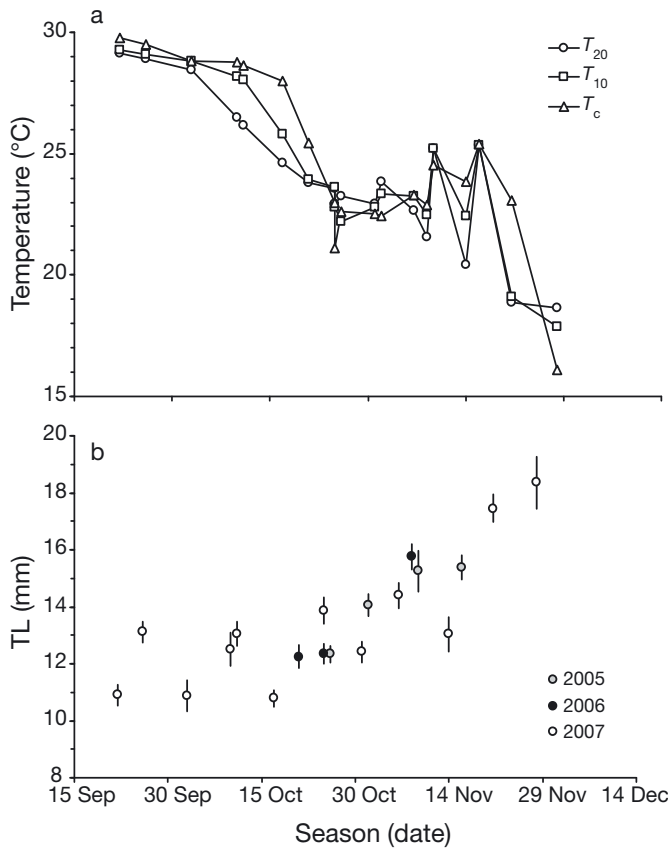 a
30
25
20
15
Temperature (°C)
T20
T10
Tc
b
20
18
16
14
12
10
8
TL (mm)
2005
2006
2007
15 Sep 30 Sep 15 Oct 30 Oct 14 Nov 29 Nov 14 Dec
Season (date)